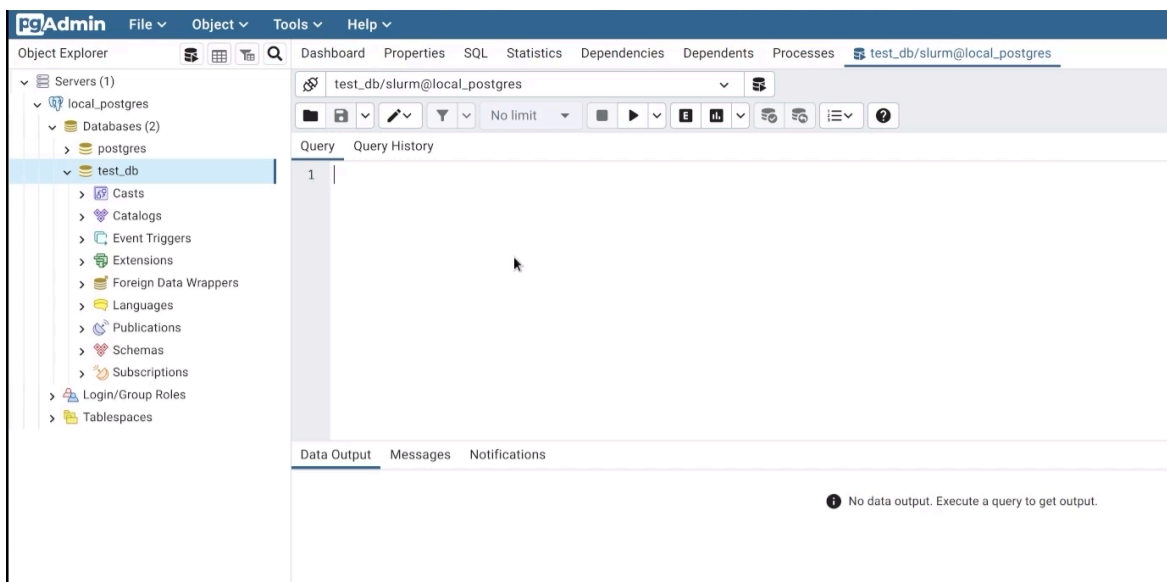 pgAdmin File Object Tools Help
Object Explorer
Dashboard Properties SQL Statistics Dependencies Dependents Processes test_db/slurm@local_postgres
Servers (1)
local_postgres
Databases (2)
postgres
test_db
Casts
Catalogs
Event Triggers
Extensions
Foreign Data Wrappers
Languages
Publications
Schemas
Subscriptions
Login/Group Roles
Tablespaces
test_db/slurm@local_postgres
No limit
E
Query Query History
1
Data Output Messages Notifications
No data output. Execute a query to get output.